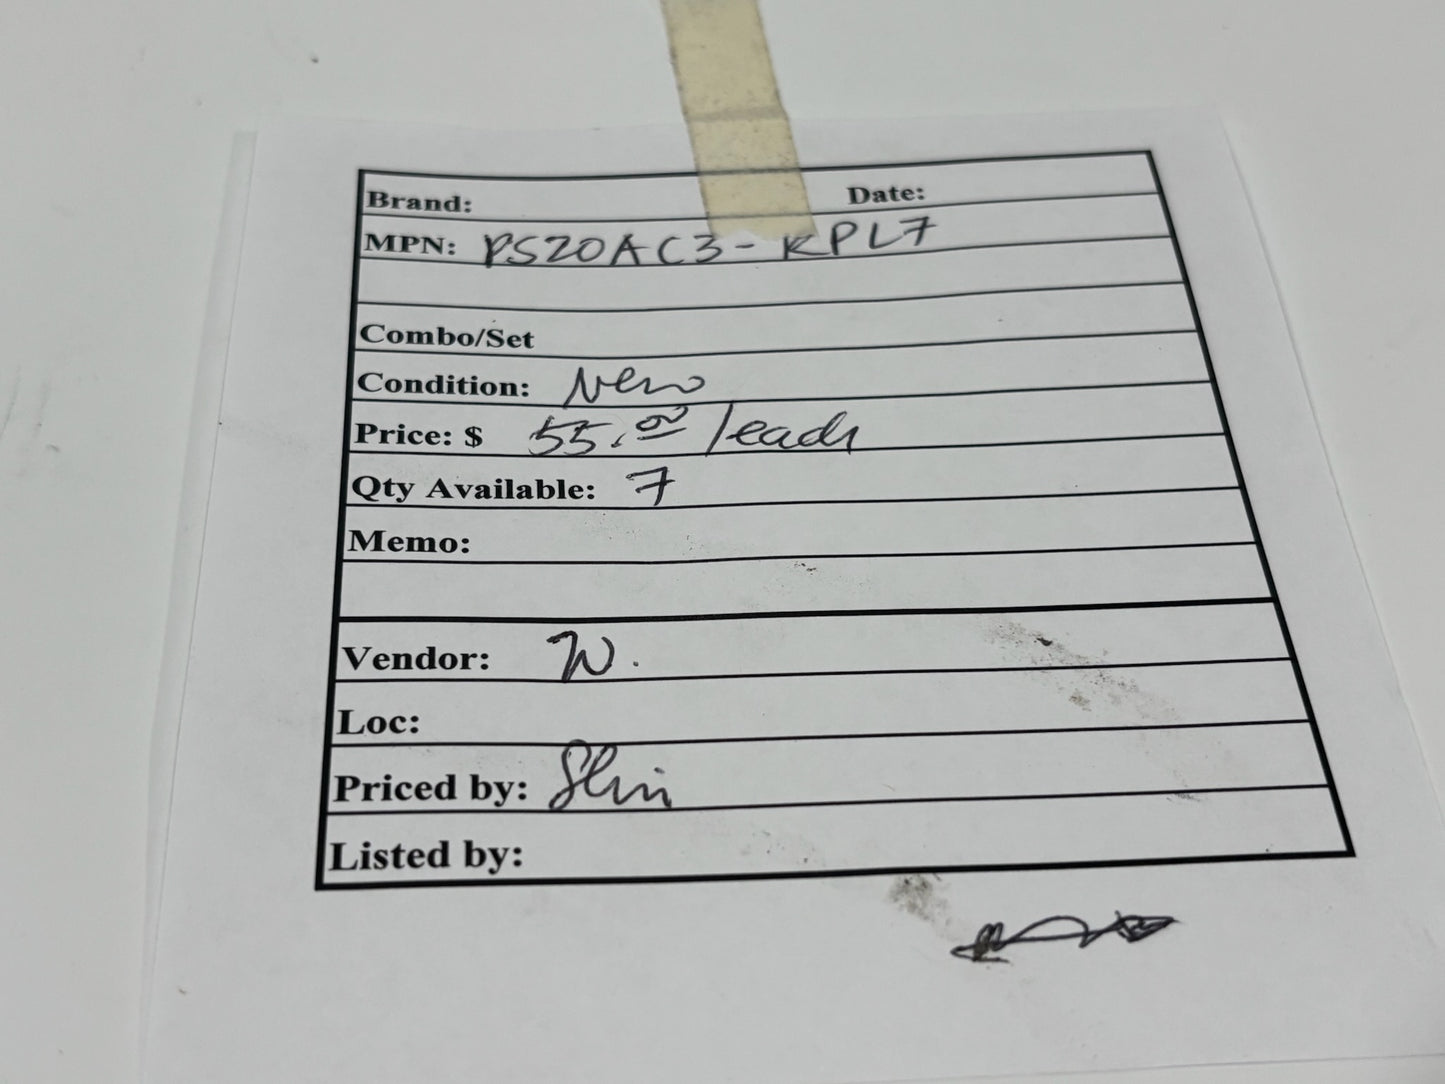 Brand: Date:
MPN: PS20AC3-KPL7
Combo/Set
Condition: New
Price: $ 55.00 /each
Qty Available: 7
Memo:
Vendor: W.
Loc:
Priced by:
Listed by: